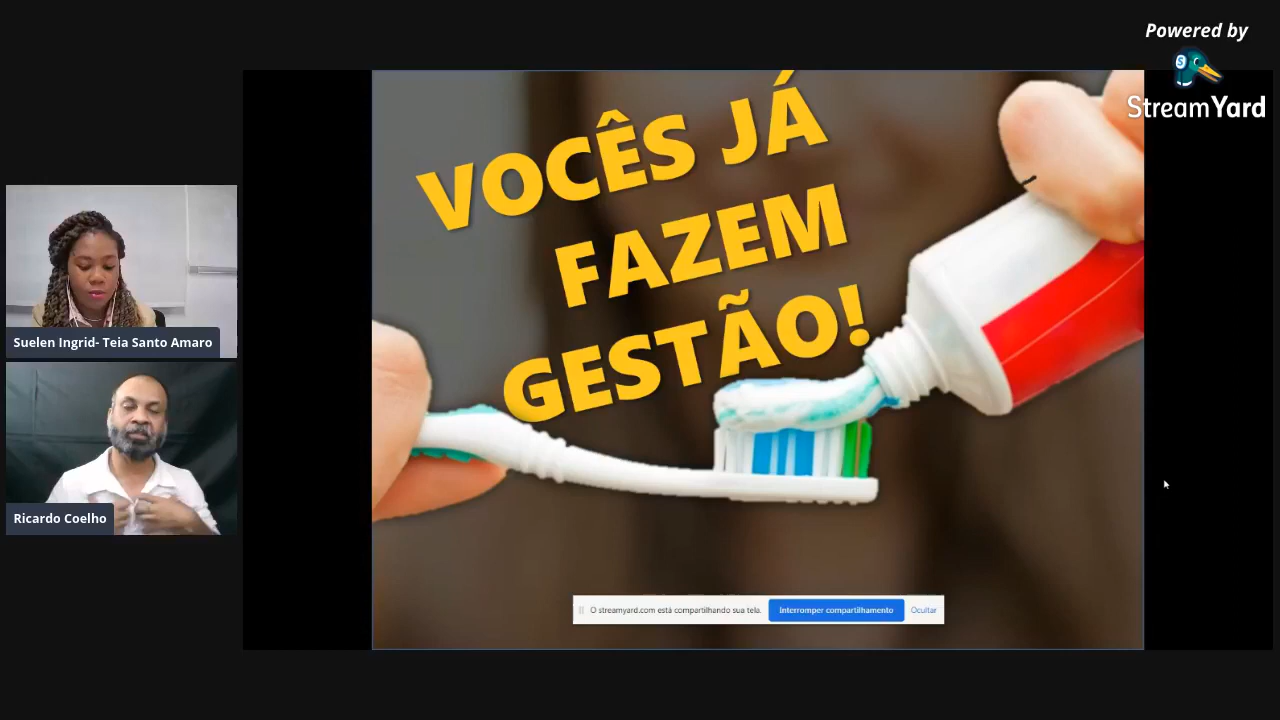 Powered by
StreamYard
VOCÊS JÁ
FAZEM
GESTÃO!
Suelen Ingrid- Teia Santo Amaro
Ricardo Coelho
O streamyard.com está compartilhando sua tela.
Interromper compartilhamento
Ocultar